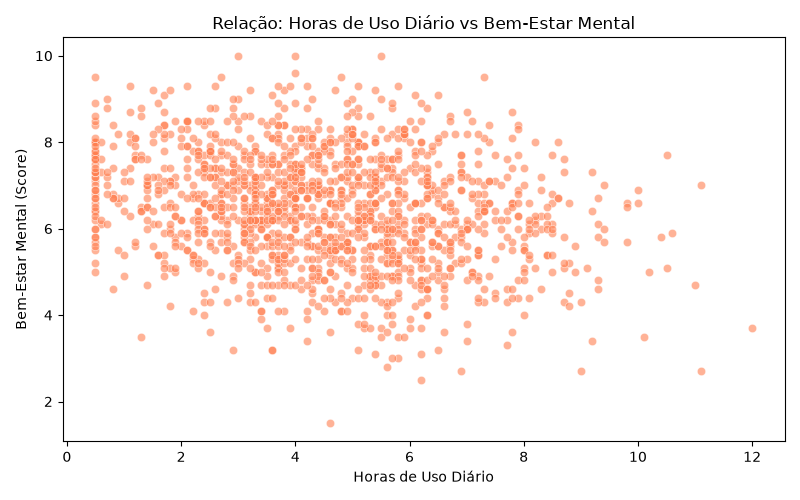 Relação: Horas de Uso Diário vs Bem-Estar Mental
10
8
6
4
2
Bem-Estar Mental (Score)
0 2 4 6 8 10 12
Horas de Uso Diário